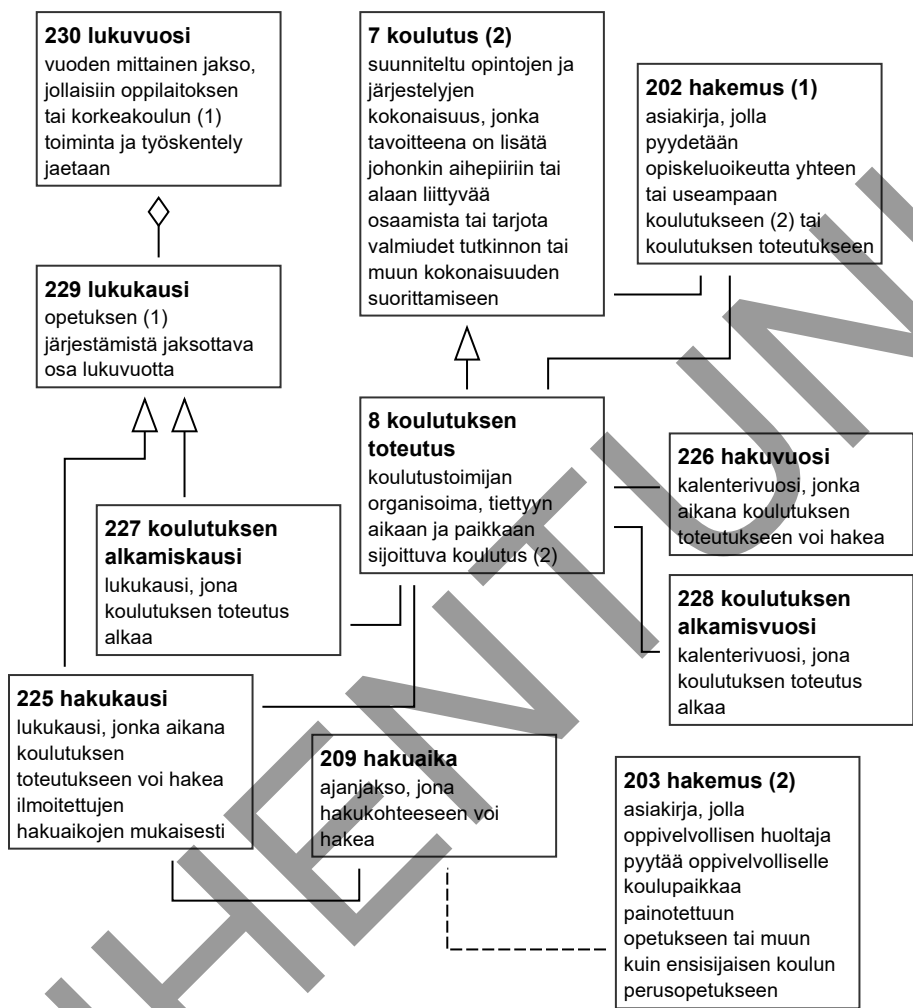 230 lukuvuosi
vuoden mittainen jakso,
jollaisiin oppilaitoksen
tai korkeakoulun (1)
toiminta ja työskentely
jaetaan
7 koulutus (2)
suunniteltu opintojen ja
järjestelyjen
kokonaisuus, jonka
tavoitteena on lisätä
johonkin aihepiiriin tai
alaan liittyvää
osaamista tai tarjota
valmiudet tutkinnon tai
muun kokonaisuuden
suorittamiseen
202 hakemus (1)
asiakirja, jolla
pyydetään
opiskeluoikeutta yhteen
tai useampaan
koulutukseen (2) tai
koulutuksen toteutukseen
229 lukukausi
opetuksen (1)
järjestämistä jaksottava
osa lukuvuotta
8 koulutuksen
toteutus
koulutustoimijan
organisoima, tiettyyn
aikaan ja paikkaan
sijoittuva koulutus (2)
226 hakuvuosi
kalenterivuosi, jonka
aikana koulutuksen
toteutukseen voi hakea
227 koulutuksen
alkamiskausi
lukukausi, jona
koulutuksen toteutus
alkaa
228 koulutuksen
alkamisvuosi
kalenterivuosi, jona
koulutuksen toteutus
alkaa
225 hakukausi
lukukausi, jonka aikana
koulutuksen
toteutukseen voi hakea
ilmoitettujen
hakuaikojen mukaisesti
209 hakuaika
ajanjakso, jona
hakukohteeseen voi
hakea
203 hakemus (2)
asiakirja, jolla
oppivelvollisen huoltaja
pyytää oppivelvolliselle
koulupaikkaa
painotettuun
opetukseen tai muun
kuin ensisijaisen koulun
perusopetukseen